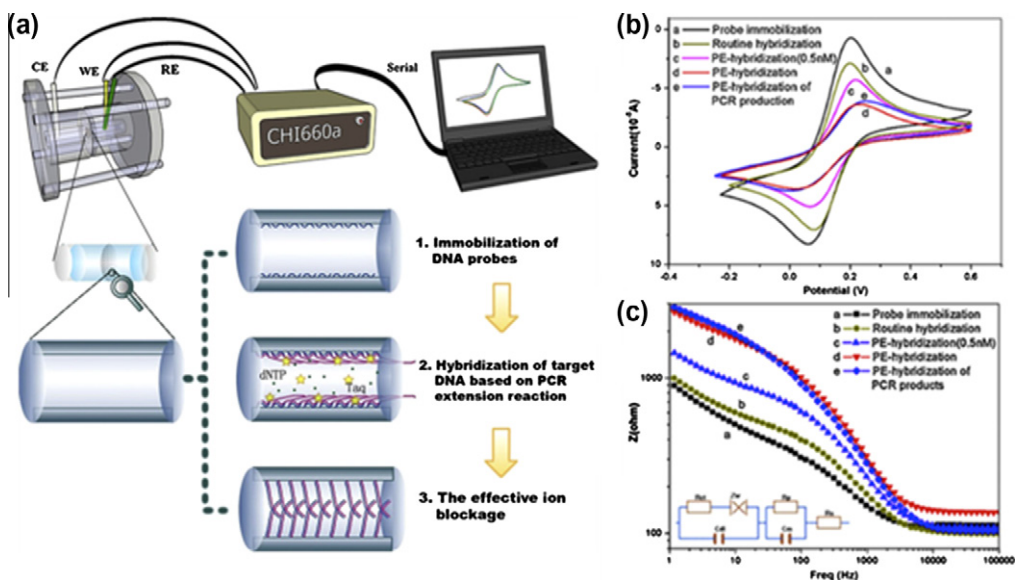 (a)
CE
WE
RE
Serial
CHI660a
1. Immobilization of
DNA probes
dNTP
Taq
2. Hybridization of target
DNA based on PCR
extension reaction
3. The effective ion
blockage
(b)
a Probe immobilization
b Routine hybridization
c PE-hybridization(0.5nM)
d PE-hybridization
e PE-hybridization of
PCR production
a
b
c
e
d
Current(10⁻⁶A)
-5
0
5
10
-0.4
-0.2
0.0
0.2
0.4
0.6
Potential (V)
(c)
a Probe immobilization
b Routine hybridization
c PE-hybridization(0.5nM)
d PE-hybridization
e PE-hybridization of
PCR products
e
d
c
b
a
Z(ohm)
1000
100
1
10
100
1000
10000
100000
Freq (Hz)